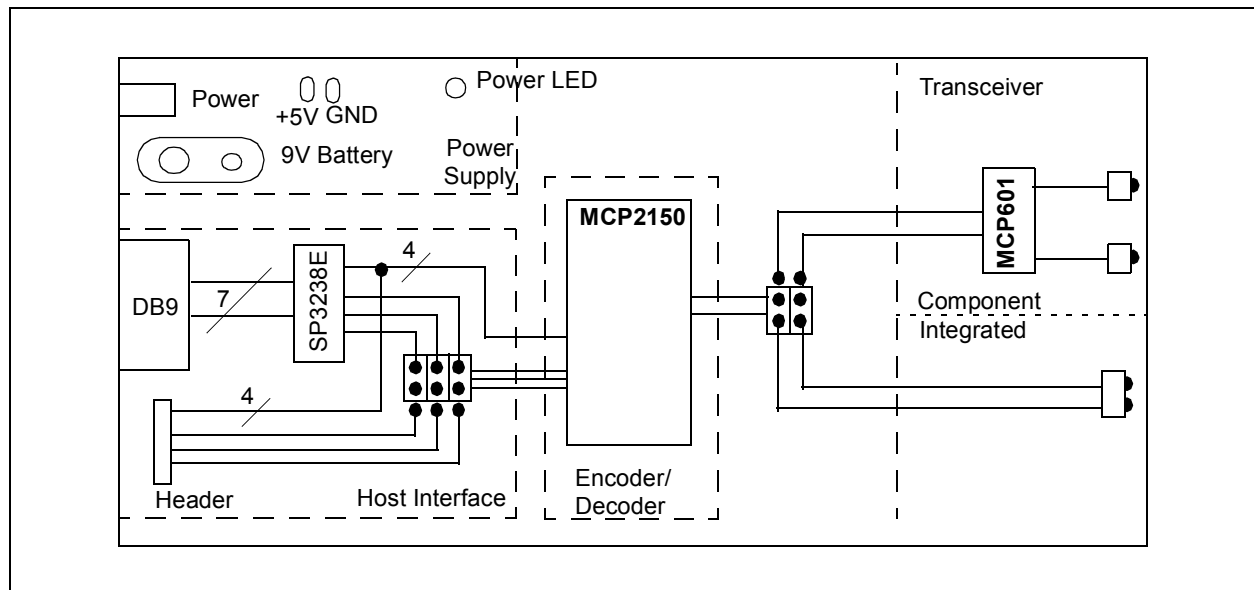 Power
+5V GND
Power LED
9V Battery
Power
Supply
Transceiver
MCP2150
MCP601
DB9
7
SP3238E
4
4
Component
Integrated
Header
Host Interface
Encoder/
Decoder